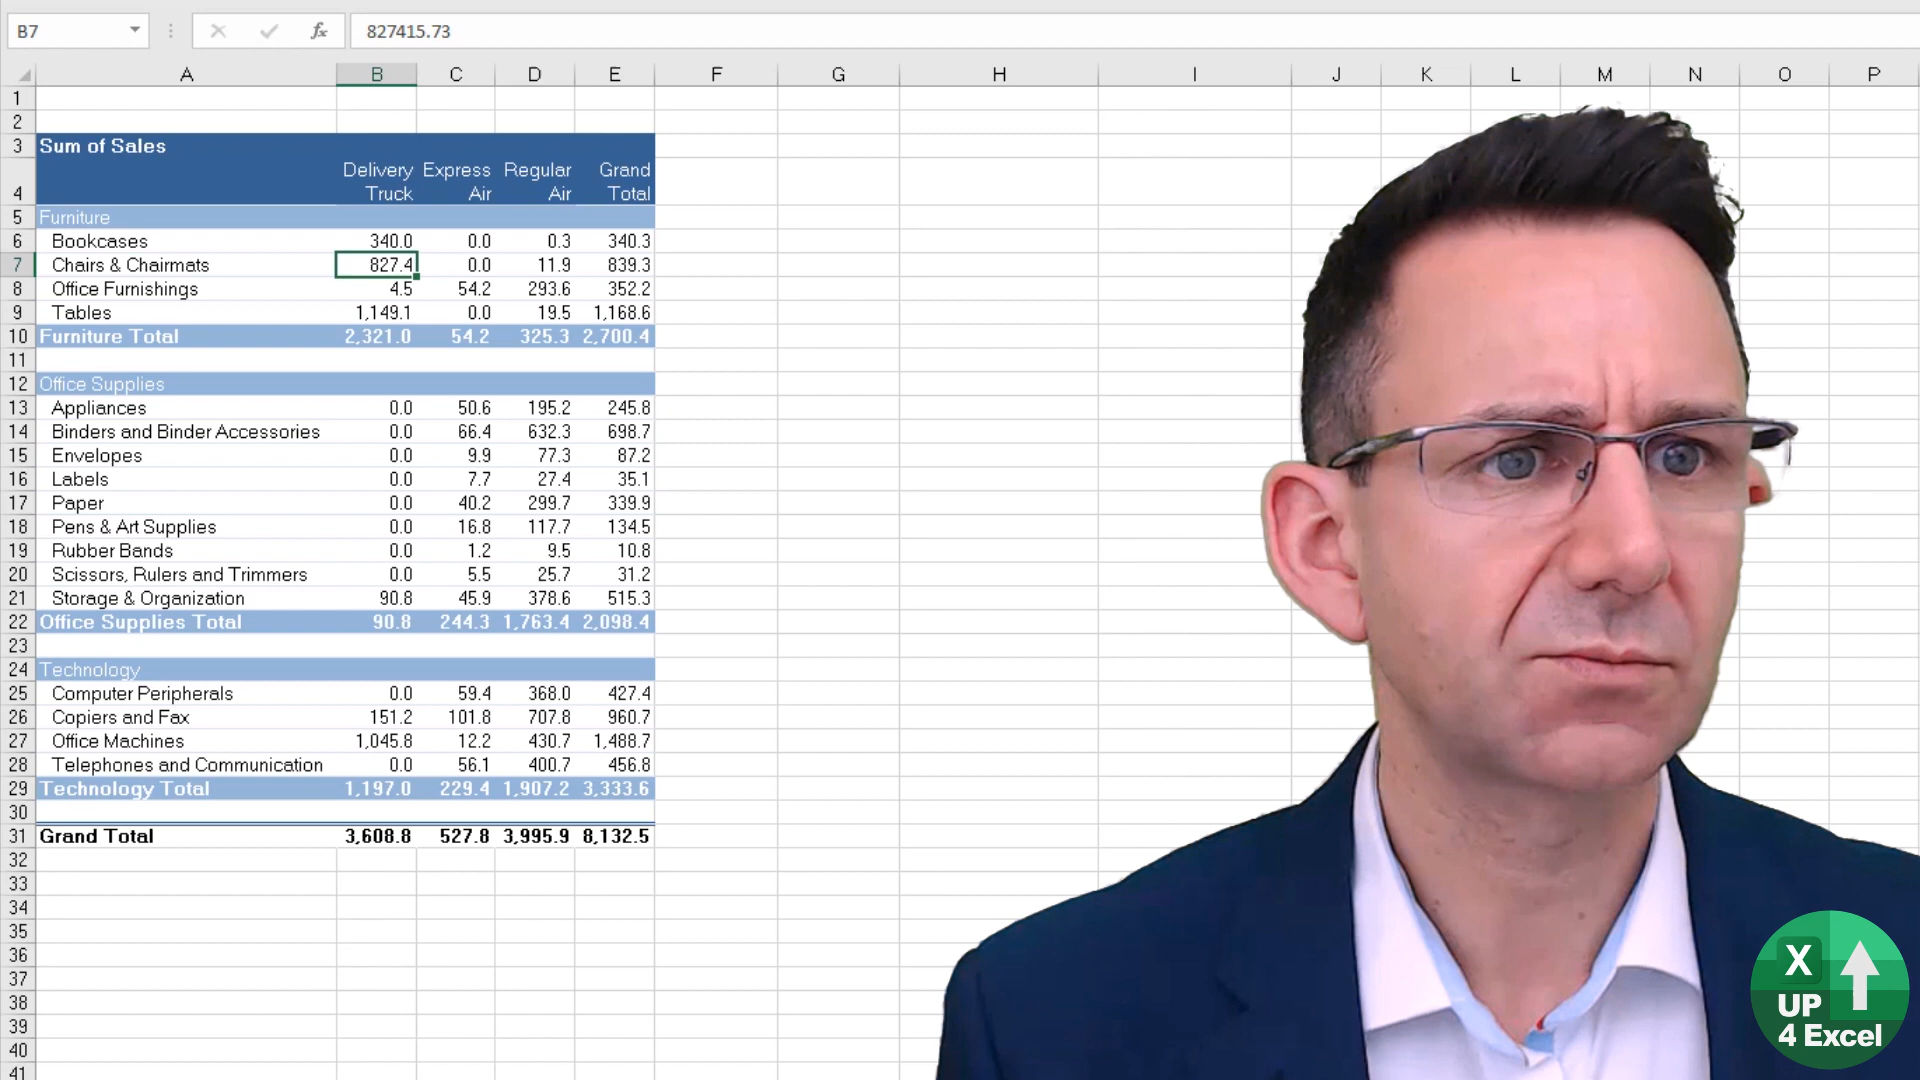 B7 fx 827415.73
A B C D E F G H I J K L M N O P
1
2
3 Sum of Sales
Delivery Express Regular Grand
4 Truck Air Air Total
5 Furniture
6 Bookcases 340.0 0.0 0.3 340.3
7 Chairs & Chairmats 827.4 0.0 11.9 839.3
8 Office Furnishings 4.5 54.2 293.6 352.2
9 Tables 1,149.1 0.0 19.5 1,168.6
10 Furniture Total 2,321.0 54.2 325.3 2,700.4
11
12 Office Supplies
13 Appliances 0.0 50.6 195.2 245.8
14 Binders and Binder Accessories 0.0 66.4 632.3 698.7
15 Envelopes 0.0 9.9 77.3 87.2
16 Labels 0.0 7.7 27.4 35.1
17 Paper 0.0 40.2 299.7 339.9
18 Pens & Art Supplies 0.0 16.8 117.7 134.5
19 Rubber Bands 0.0 1.2 9.5 10.8
20 Scissors, Rulers and Trimmers 0.0 5.5 25.7 31.2
21 Storage & Organization 90.8 45.9 378.6 515.3
22 Office Supplies Total 90.8 244.3 1,763.4 2,098.4
23
24 Technology
25 Computer Peripherals 0.0 59.4 368.0 427.4
26 Copiers and Fax 151.2 101.8 707.8 960.7
27 Office Machines 1,045.8 12.2 430.7 1,488.7
28 Telephones and Communication 0.0 56.1 400.7 456.8
29 Technology Total 1,197.0 229.4 1,907.2 3,333.6
30
31 Grand Total 3,608.8 527.8 3,995.9 8,132.5
32
33
34
35
36
37
38
39
40
41
X
UP
4 Excel